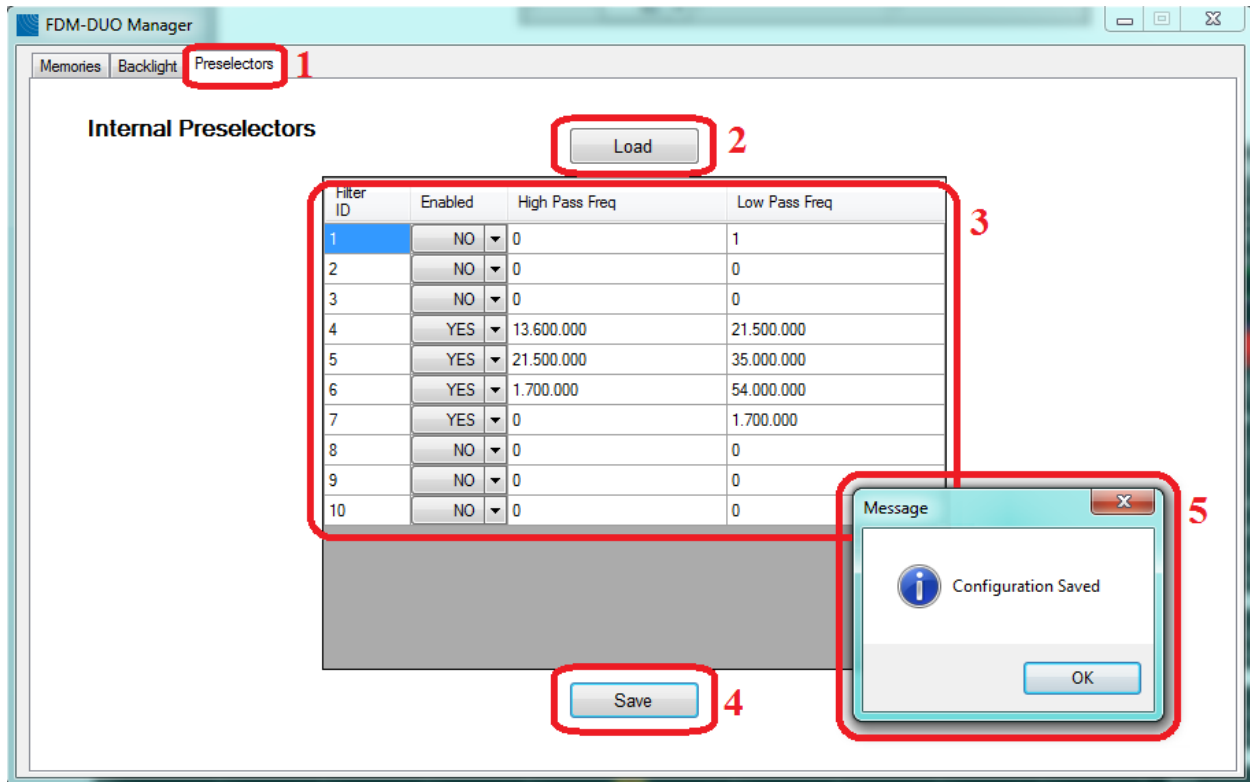 FDM-DUO Manager
Memories Backlight Preselectors 1
Internal Preselectors
Load 2
Filter ID Enabled High Pass Freq Low Pass Freq
3
1 NO 0 1
2 NO 0 0
3 NO 0 0
4 YES 13.600.000 21.500.000
5 YES 21.500.000 35.000.000
6 YES 1.700.000 54.000.000
7 YES 0 1.700.000
8 NO 0 0
9 NO 0 0
10 NO 0 0
Message
5
Configuration Saved
OK
Save 4